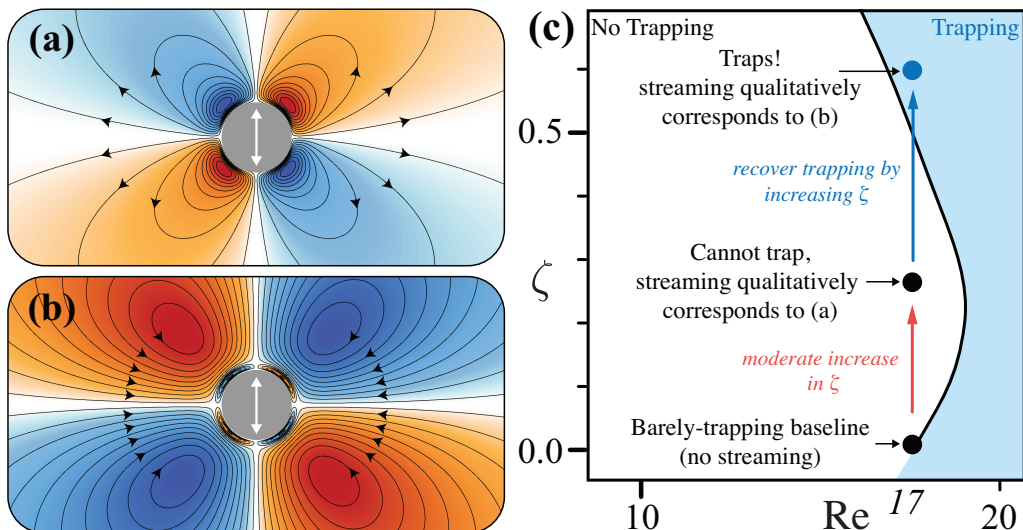 (a)
(b)
(c)
No Trapping
Trapping
Traps!
streaming qualitatively
corresponds to (b)
0.5
recover trapping by
increasing ζ
Cannot trap,
streaming qualitatively
corresponds to (a)
ζ
moderate increase
in ζ
Barely-trapping baseline
(no streaming)
0.0
10
Re
17
20